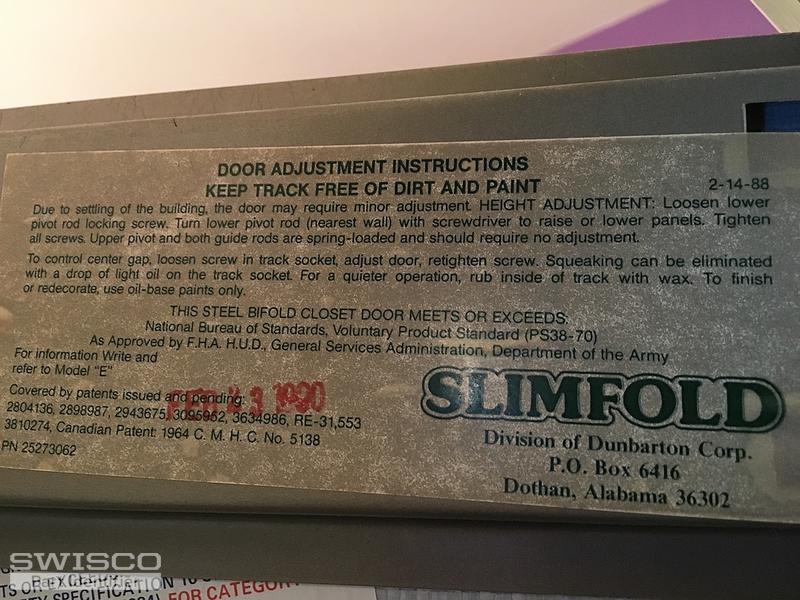 DOOR ADJUSTMENT INSTRUCTIONS
KEEP TRACK FREE OF DIRT AND PAINT
2-14-88
Due to settling of the building, the door may require minor adjustment. HEIGHT ADJUSTMENT: Loosen lower
pivot rod locking screw. Turn lower pivot rod (nearest wall) with screwdriver to raise or lower panels. Tighten
all screws. Upper pivot and both guide rods are spring-loaded and should require no adjustment.
To control center gap, loosen screw in track socket, adjust door, retighten screw. Squeaking can be eliminated
with a drop of light oil on the track socket. For a quieter operation, rub inside of track with wax. To finish
or redecorate, use oil-base paints only.
THIS STEEL BIFOLD CLOSET DOOR MEETS OR EXCEEDS:
National Bureau of Standards, Voluntary Product Standard (PS38-70)
As Approved by F.H.A. H.U.D., General Services Administration, Department of the Army
For information Write and
refer to Model "E"
Covered by patents issued and pending:
2804136, 2898987, 2943675, 3095952, 3634986, RE-31,553
3810274, Canadian Patent: 1964 C. M. H. C. No. 5138
PN 25273062
SLIMFOLD
Division of Dunbarton Corp.
P.O. Box 6416
Dothan, Alabama 36302
SWISCO
TS OR EXCEEDS
FOR CATEGOR